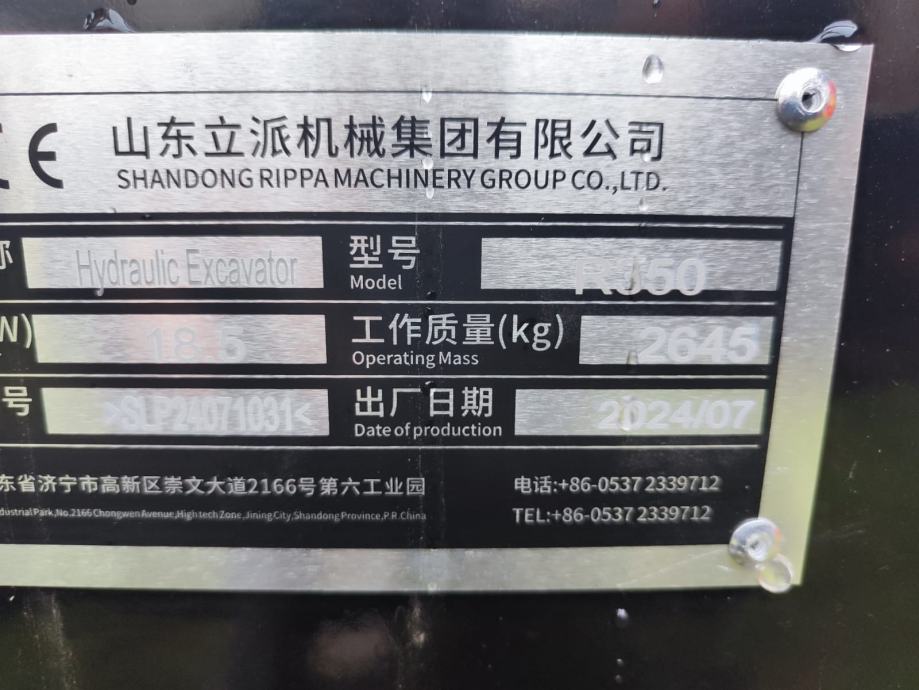 CE
山东立派机械集团有限公司
SHANDONG RIPPA MACHINERY GROUP CO.,LTD.
称 Hydraulic Excavator 型号 Model RJ50
W) 18.5 工作质量(kg) Operating Mass 2645
号 >SLP24071031< 出厂日期 Date of production 2024/07
东省济宁市高新区崇文大道2166号第六工业园 电话:+86-0537 2339712
dustrial Park,No.2166 Chongwen Avenue,High tech Zone,Jining City,Shandong Province,P.R.China TEL:+86-0537 2339712